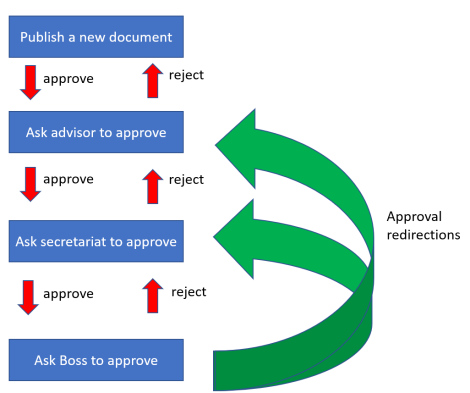 Publish a new document
approve
reject
Ask advisor to approve
approve
reject
Ask secretariat to approve
approve
reject
Ask Boss to approve
Approval
redirections